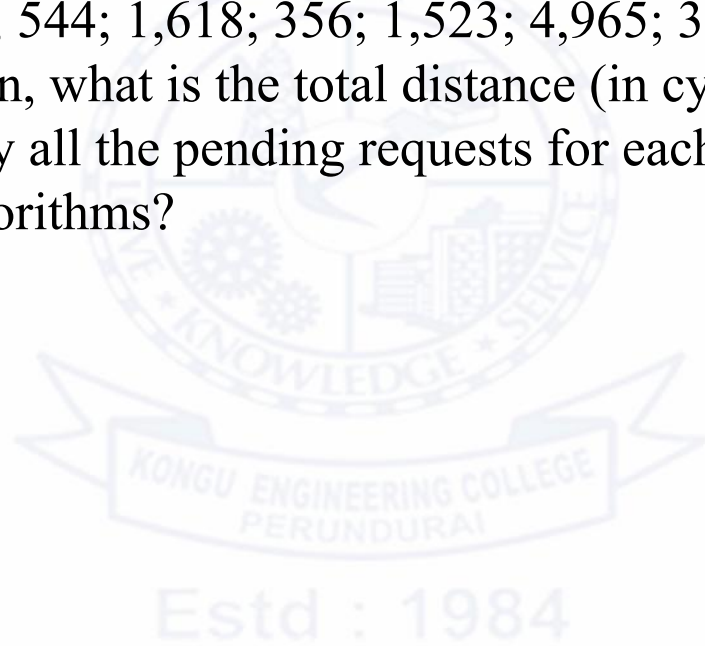 544; 1,618; 356; 1,523; 4,965; 3
n, what is the total distance (in cy
y all the pending requests for each
orithms?
LIVE * KNOWLEDGE * SERVICE
KONGU ENGINEERING COLLEGE
PERUNDURAI
Estd : 1984